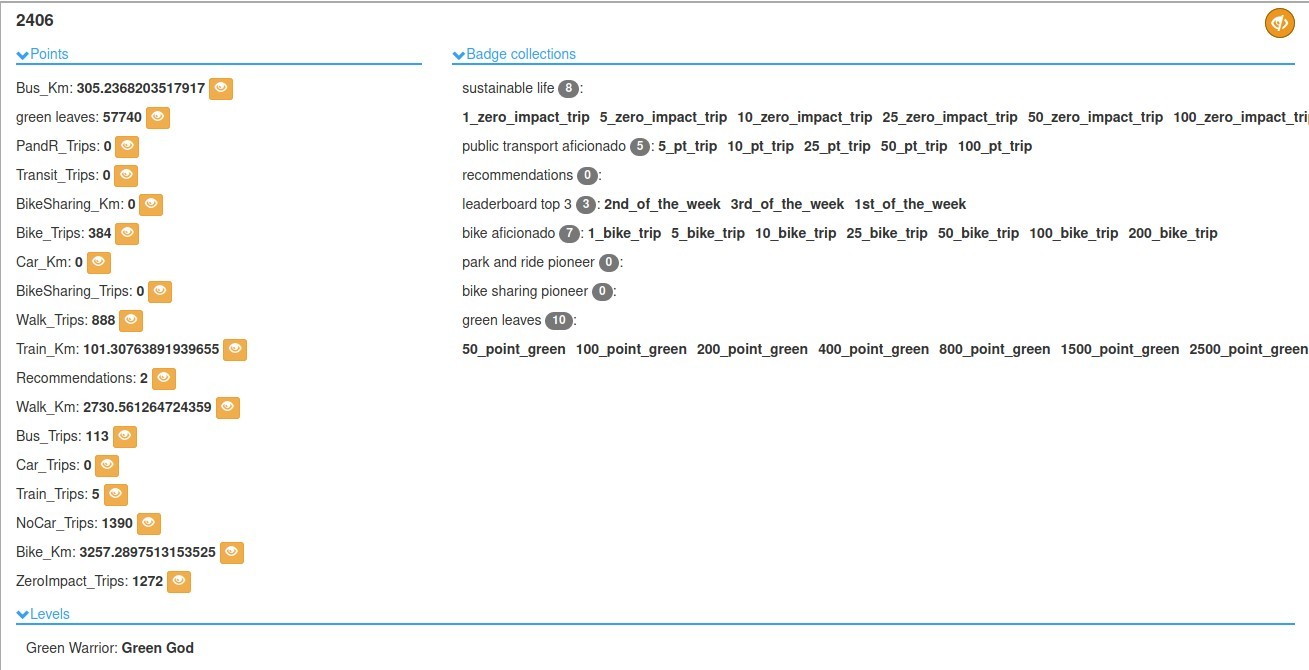 2406
Points
Bus_Km: 305.2368203517917
green leaves: 57740
PandR_Trips: 0
Transit_Trips: 0
BikeSharing_Km: 0
Bike_Trips: 384
Car_Km: 0
BikeSharing_Trips: 0
Walk_Trips: 888
Train_Km: 101.30763891939655
Recommendations: 2
Walk_Km: 2730.561264724359
Bus_Trips: 113
Car_Trips: 0
Train_Trips: 5
NoCar_Trips: 1390
Bike_Km: 3257.2897513153525
ZeroImpact_Trips: 1272
Badge collections
sustainable life 8:
1_zero_impact_trip 5_zero_impact_trip 10_zero_impact_trip 25_zero_impact_trip 50_zero_impact_trip 100_zero_impact_tri
public transport aficionado 5: 5_pt_trip 10_pt_trip 25_pt_trip 50_pt_trip 100_pt_trip
recommendations 0:
leaderboard top 3 3: 2nd_of_the_week 3rd_of_the_week 1st_of_the_week
bike aficionado 7: 1_bike_trip 5_bike_trip 10_bike_trip 25_bike_trip 50_bike_trip 100_bike_trip 200_bike_trip
park and ride pioneer 0:
bike sharing pioneer 0:
green leaves 10:
50_point_green 100_point_green 200_point_green 400_point_green 800_point_green 1500_point_green 2500_point_green
Levels
Green Warrior: Green God